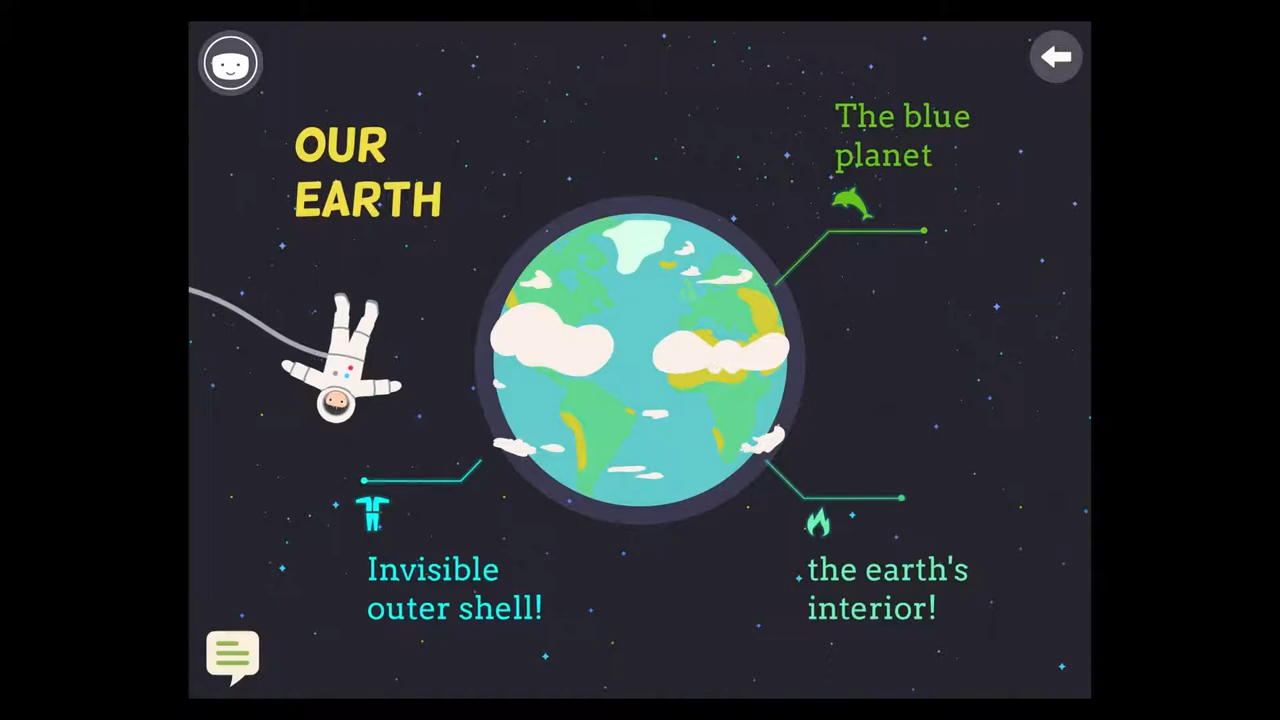 OUR
EARTH
The blue
planet
Invisible
outer shell!
the earth's
interior!